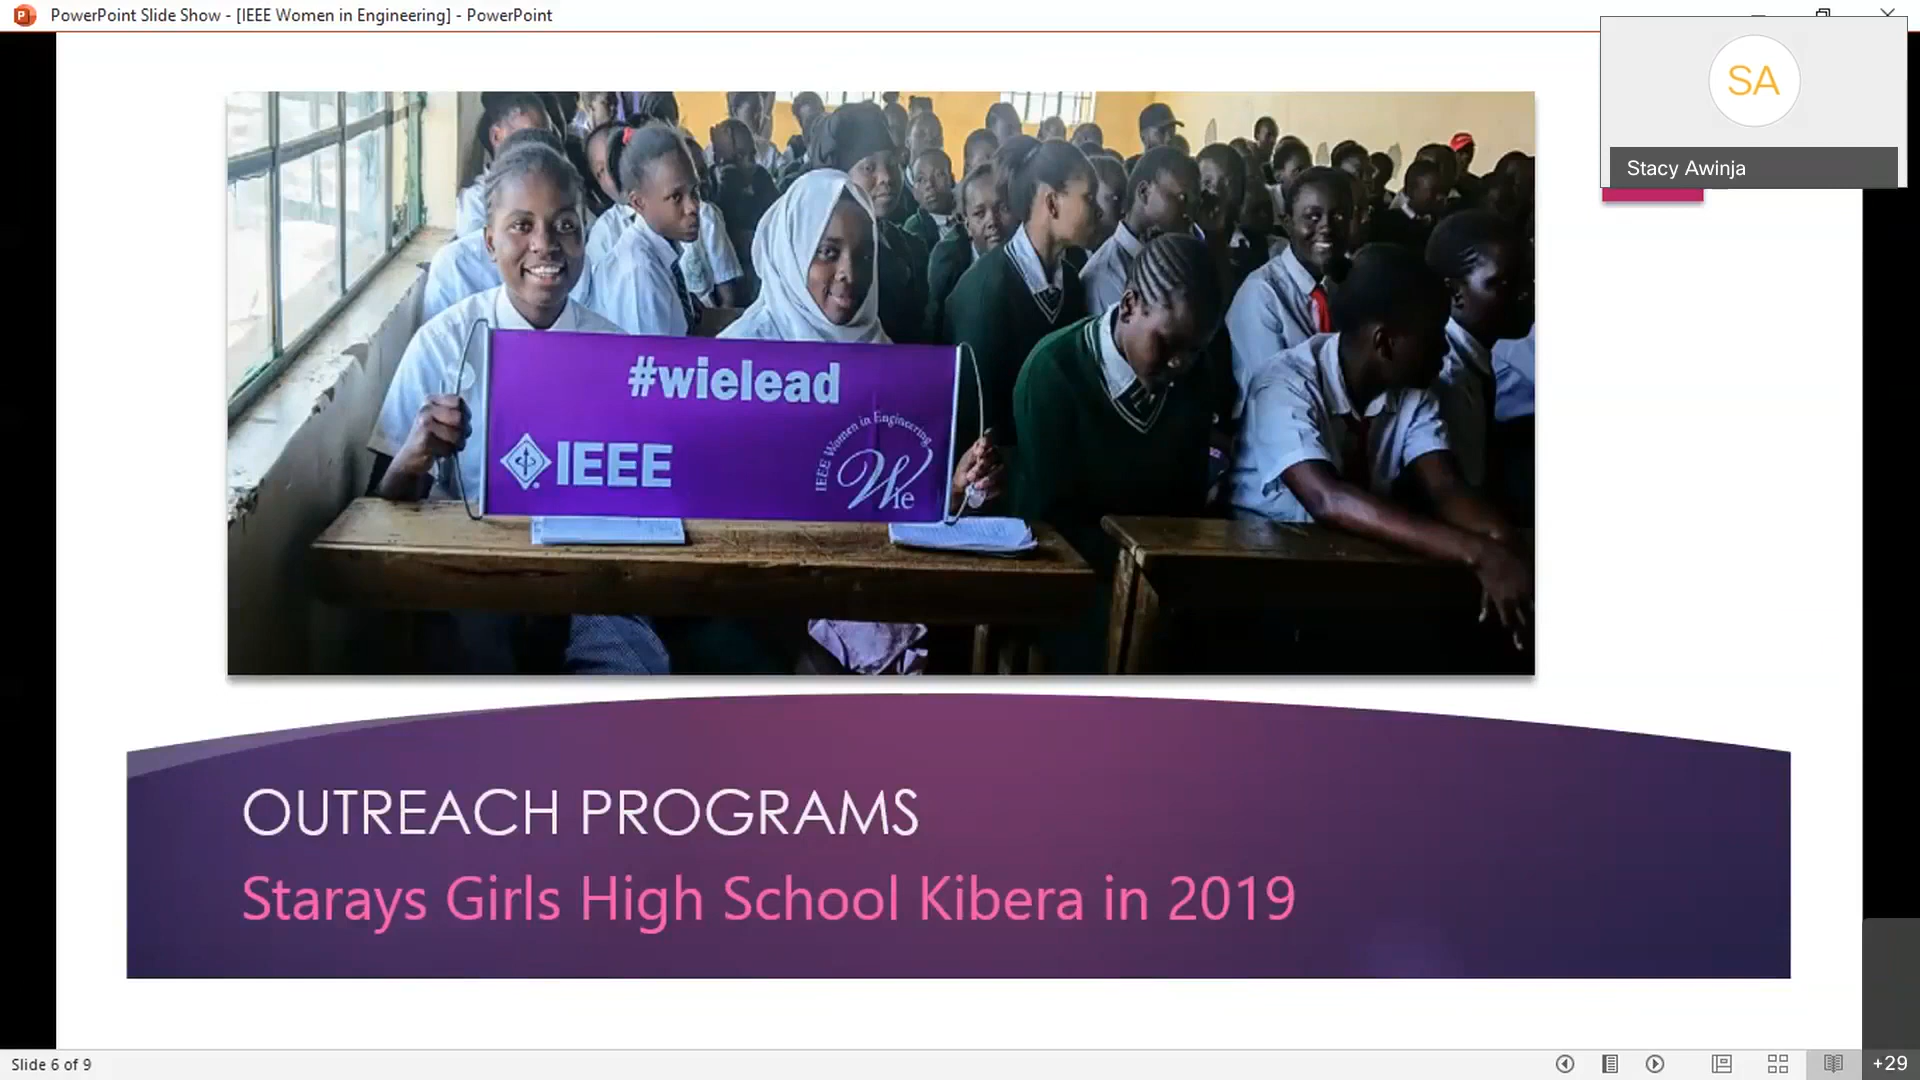 PowerPoint Slide Show - [IEEE Women in Engineering] - PowerPoint
SA
Stacy Awinja
#wielead
IEEE
IEEE Women in Engineering
Wie
OUTREACH PROGRAMS
Starays Girls High School Kibera in 2019
Slide 6 of 9
+29